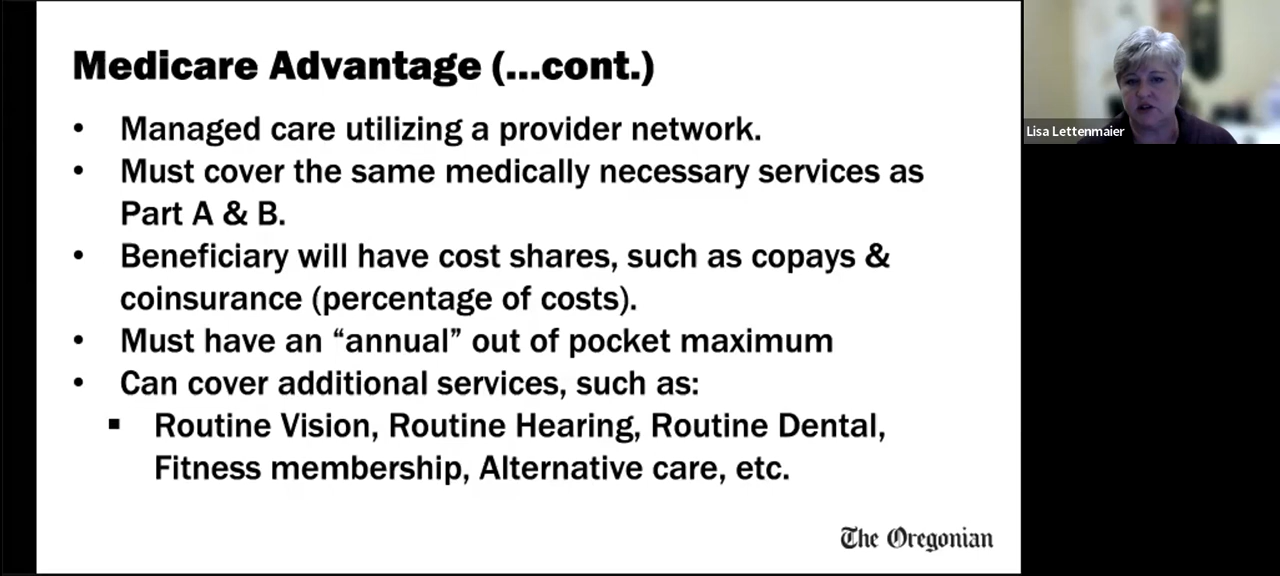 Medicare Advantage (...cont.)
• Managed care utilizing a provider network.
• Must cover the same medically necessary services as
Part A & B.
• Beneficiary will have cost shares, such as copays &
coinsurance (percentage of costs).
• Must have an “annual” out of pocket maximum
• Can cover additional services, such as:
▪ Routine Vision, Routine Hearing, Routine Dental,
Fitness membership, Alternative care, etc.
The Oregonian
Lisa Lettenmaier